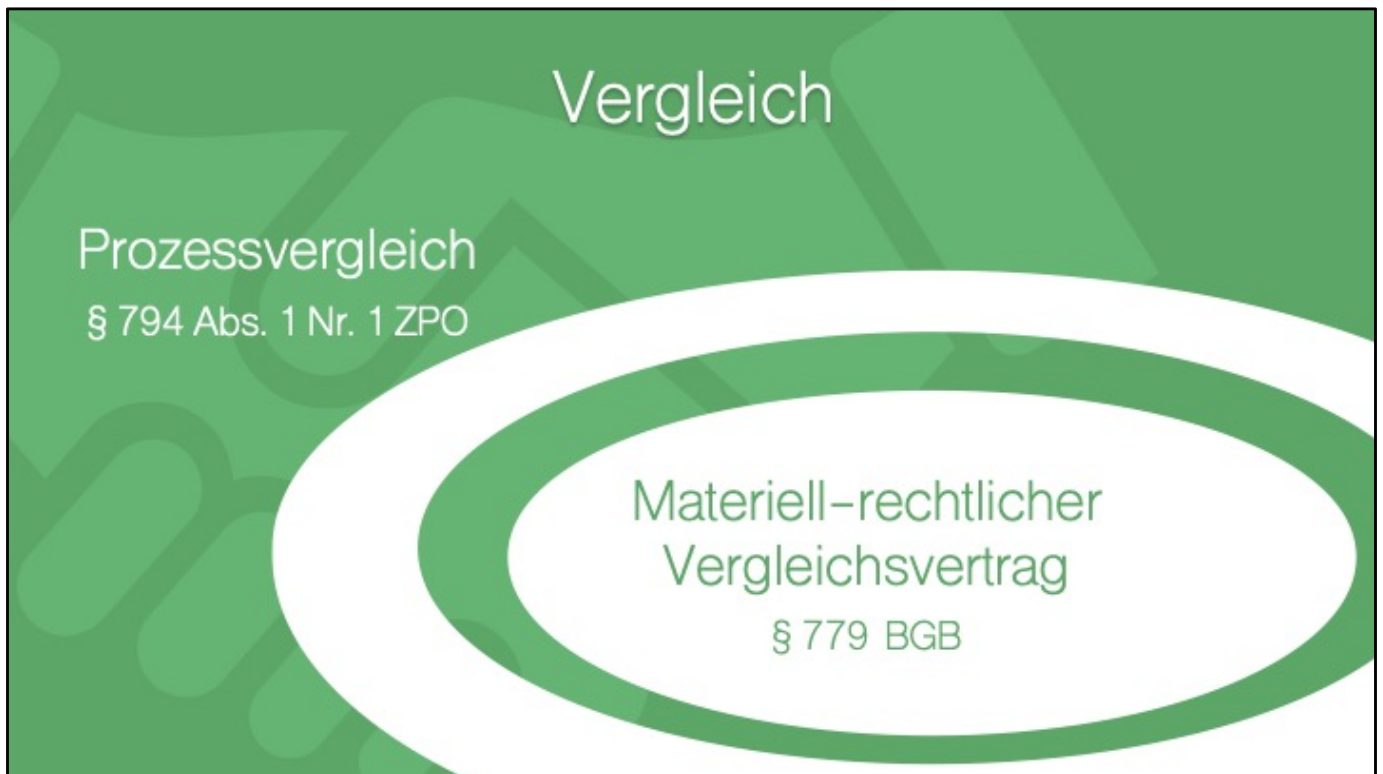 Vergleich
Prozessvergleich
§ 794 Abs. 1 Nr. 1 ZPO
Materiell-rechtlicher
Vergleichsvertrag
§ 779 BGB